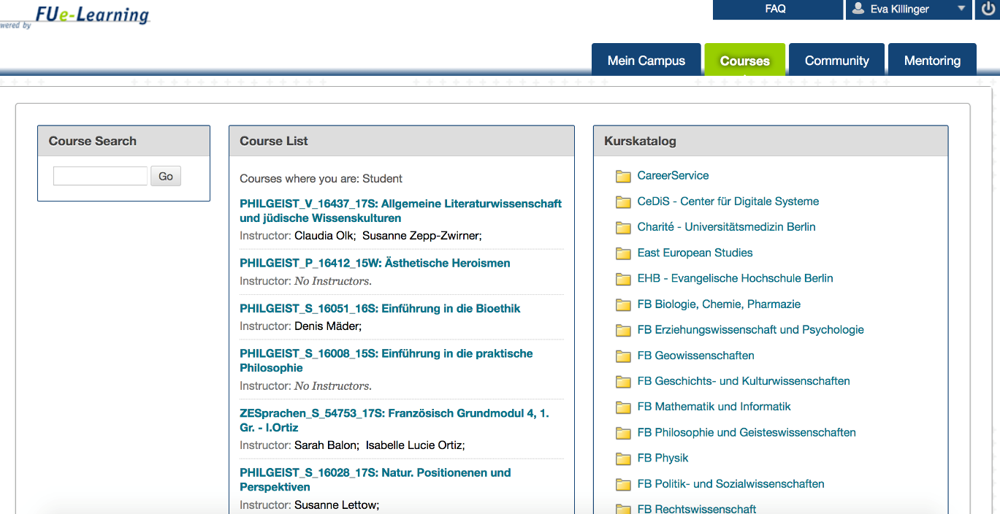 FUe-Learning
wered by
FAQ
Eva Killinger
Mein Campus
Courses
Community
Mentoring
Course Search
Go
Course List
Courses where you are: Student
PHILGEIST_V_16437_17S: Allgemeine Literaturwissenschaft
und jüdische Wissenskulturen
Instructor: Claudia Olk; Susanne Zepp-Zwirner;
PHILGEIST_P_16412_15W: Ästhetische Heroismen
Instructor: No Instructors.
PHILGEIST_S_16051_16S: Einführung in die Bioethik
Instructor: Denis Mäder;
PHILGEIST_S_16008_15S: Einführung in die praktische
Philosophie
Instructor: No Instructors.
ZESprachen_S_54753_17S: Französisch Grundmodul 4, 1.
Gr. - I.Ortiz
Instructor: Sarah Balon; Isabelle Lucie Ortiz;
PHILGEIST_S_16028_17S: Natur. Positionenen und
Perspektiven
Instructor: Susanne Lettow;
Kurskatalog
CareerService
CeDiS - Center für Digitale Systeme
Charité - Universitätsmedizin Berlin
East European Studies
EHB - Evangelische Hochschule Berlin
FB Biologie, Chemie, Pharmazie
FB Erziehungswissenschaft und Psychologie
FB Geowissenschaften
FB Geschichts- und Kulturwissenschaften
FB Mathematik und Informatik
FB Philosophie und Geisteswissenschaften
FB Physik
FB Politik- und Sozialwissenschaften
FB Rechtswissenschaft